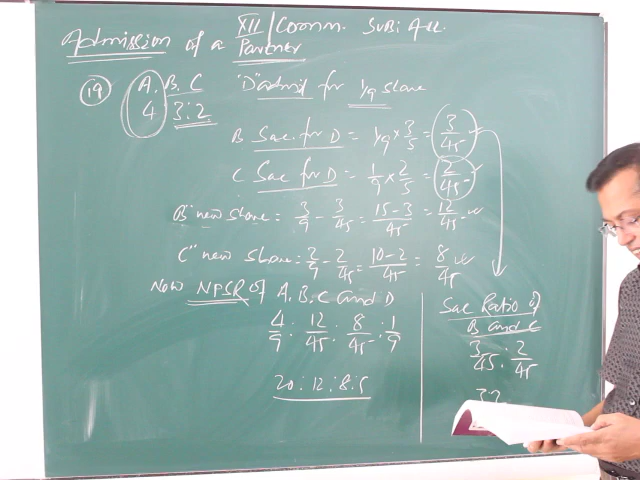 XII/Comm. Sub: A/c.
Admission of a Partner
19 A. B. C "D" admit for 1/9 share
4 3:2
B Sac. for D = 1/9 × 3/5 = 3/45
C Sac for D = 1/9 × 2/5 = 2/45
B" new share = 3/9 - 3/45 = 15-3/45 = 12/45
C" new share = 2/9 - 2/45 = 10-2/45 = 8/45
Now NPSR of A, B, C and D
4/9 : 12/45 : 8/45 : 1/9
20:12:8:5
Sac Ratio of
B and C
3/45 : 2/45